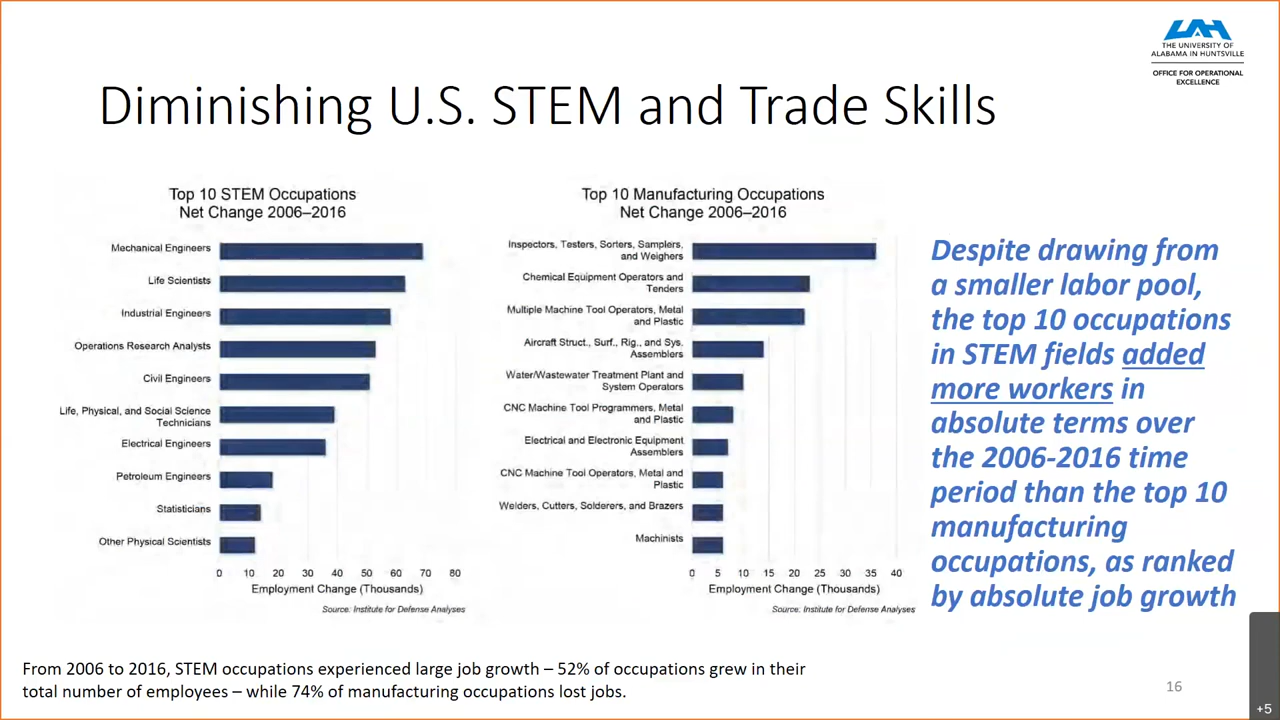 THE UNIVERSITY OF
ALABAMA IN HUNTSVILLE
OFFICE FOR OPERATIONAL
EXCELLENCE
Diminishing U.S. STEM and Trade Skills
Top 10 STEM Occupations
Net Change 2006–2016
Mechanical Engineers
Life Scientists
Industrial Engineers
Operations Research Analysts
Civil Engineers
Life, Physical, and Social Science
Technicians
Electrical Engineers
Petroleum Engineers
Statisticians
Other Physical Scientists
0 10 20 30 40 50 60 70 80
Employment Change (Thousands)
Source: Institute for Defense Analyses
Top 10 Manufacturing Occupations
Net Change 2006–2016
Inspectors, Testers, Sorters, Samplers,
and Weighers
Chemical Equipment Operators and
Tenders
Multiple Machine Tool Operators, Metal
and Plastic
Aircraft Struct., Surf., Rig., and Sys.
Assemblers
Water/Wastewater Treatment Plant and
System Operators
CNC Machine Tool Programmers, Metal
and Plastic
Electrical and Electronic Equipment
Assemblers
CNC Machine Tool Operators, Metal and
Plastic
Welders, Cutters, Solderers, and Brazers
Machinists
0 5 10 15 20 25 30 35 40
Employment Change (Thousands)
Source: Institute for Defense Analyses
Despite drawing from
a smaller labor pool,
the top 10 occupations
in STEM fields added
more workers in
absolute terms over
the 2006-2016 time
period than the top 10
manufacturing
occupations, as ranked
by absolute job growth
From 2006 to 2016, STEM occupations experienced large job growth – 52% of occupations grew in their
total number of employees – while 74% of manufacturing occupations lost jobs.
16
+5